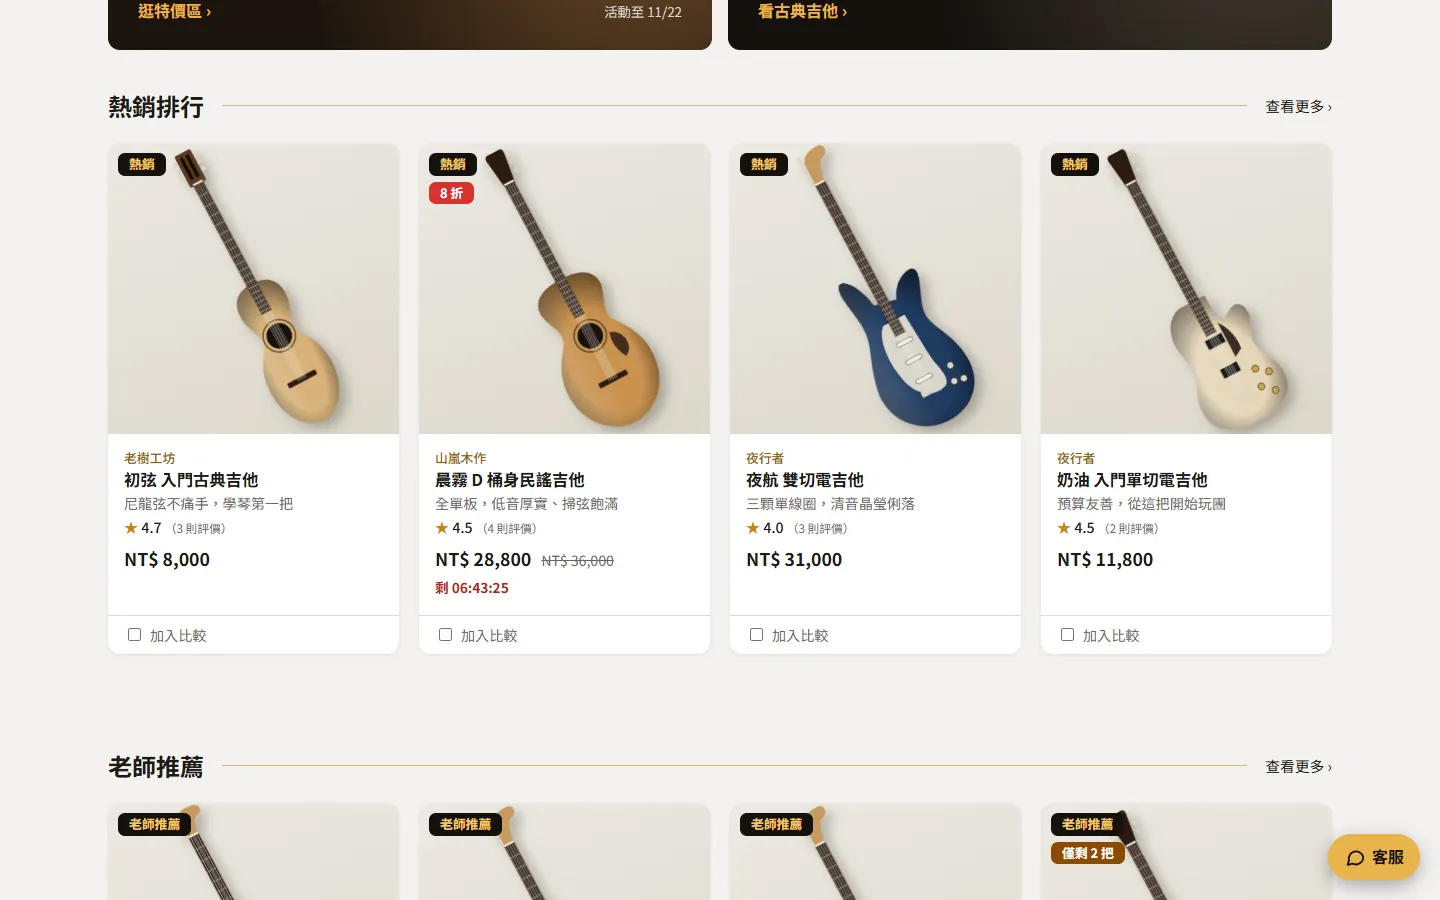 逛特價區 ›
活動至 11/22
看古典吉他 ›
熱銷排行
查看更多 ›
熱銷
老樹工坊
初弦 入門古典吉他
尼龍弦不痛手，學琴第一把
★ 4.7 （3 則評價）
NT$ 8,000
加入比較
熱銷
8 折
山嵐木作
晨霧 D 桶身民謠吉他
全單板，低音厚實、掃弦飽滿
★ 4.5 （4 則評價）
NT$ 28,800 NT$ 36,000
剩 06:43:25
加入比較
熱銷
夜行者
夜航 雙切電吉他
三顆單線圈，清音晶瑩俐落
★ 4.0 （3 則評價）
NT$ 31,000
加入比較
熱銷
夜行者
奶油 入門單切電吉他
預算友善，從這把開始玩團
★ 4.5 （2 則評價）
NT$ 11,800
加入比較
老師推薦
查看更多 ›
老師推薦
老師推薦
老師推薦
老師推薦
僅剩 2 把
客服